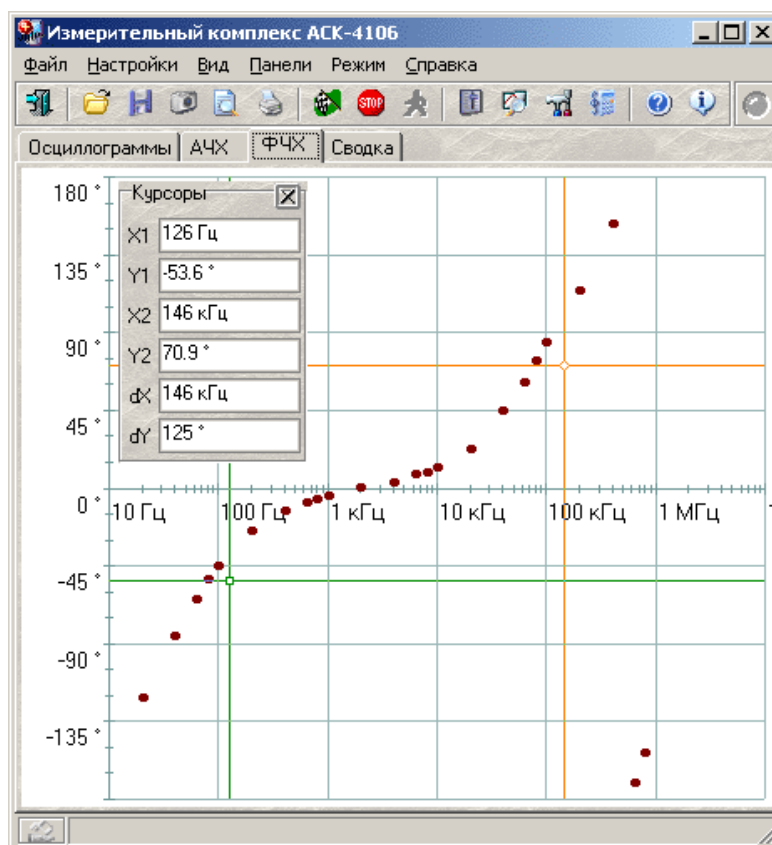 Измерительный комплекс АСК-4106
Файл Настройки Вид Панели Режим Справка
STOP
Осциллограммы АЧХ ФЧХ Сводка
Курсоры
X1 126 Гц
Y1 -53.6 °
X2 146 кГц
Y2 70.9 °
dX 146 кГц
dY 125 °
180 °
135 °
90 °
45 °
0 °
-45 °
-90 °
-135 °
10 Гц 100 Гц 1 кГц 10 кГц 100 кГц 1 МГц 1